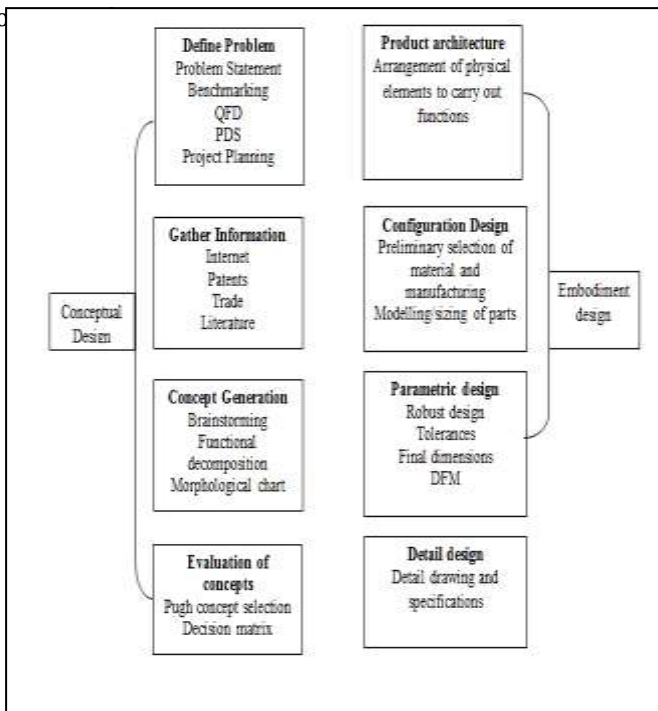 Define Problem
Problem Statement
Benchmarking
QFD
PDS
Project Planning
Gather Information
Internet
Patents
Trade
Literature
Conceptual
Design
Concept Generation
Brainstorming
Functional
decomposition
Morphological chart
Evaluation of
concepts
Pugh concept selection
Decision matrix
Product architecture
Arrangement of physical
elements to carry out
functions
Configuration Design
Preliminary selection of
material and
manufacturing
Modelling/sizing of parts
Embodiment
design
Parametric design
Robust design
Tolerances
Final dimensions
DFM
Detail design
Detail drawing and
specifications